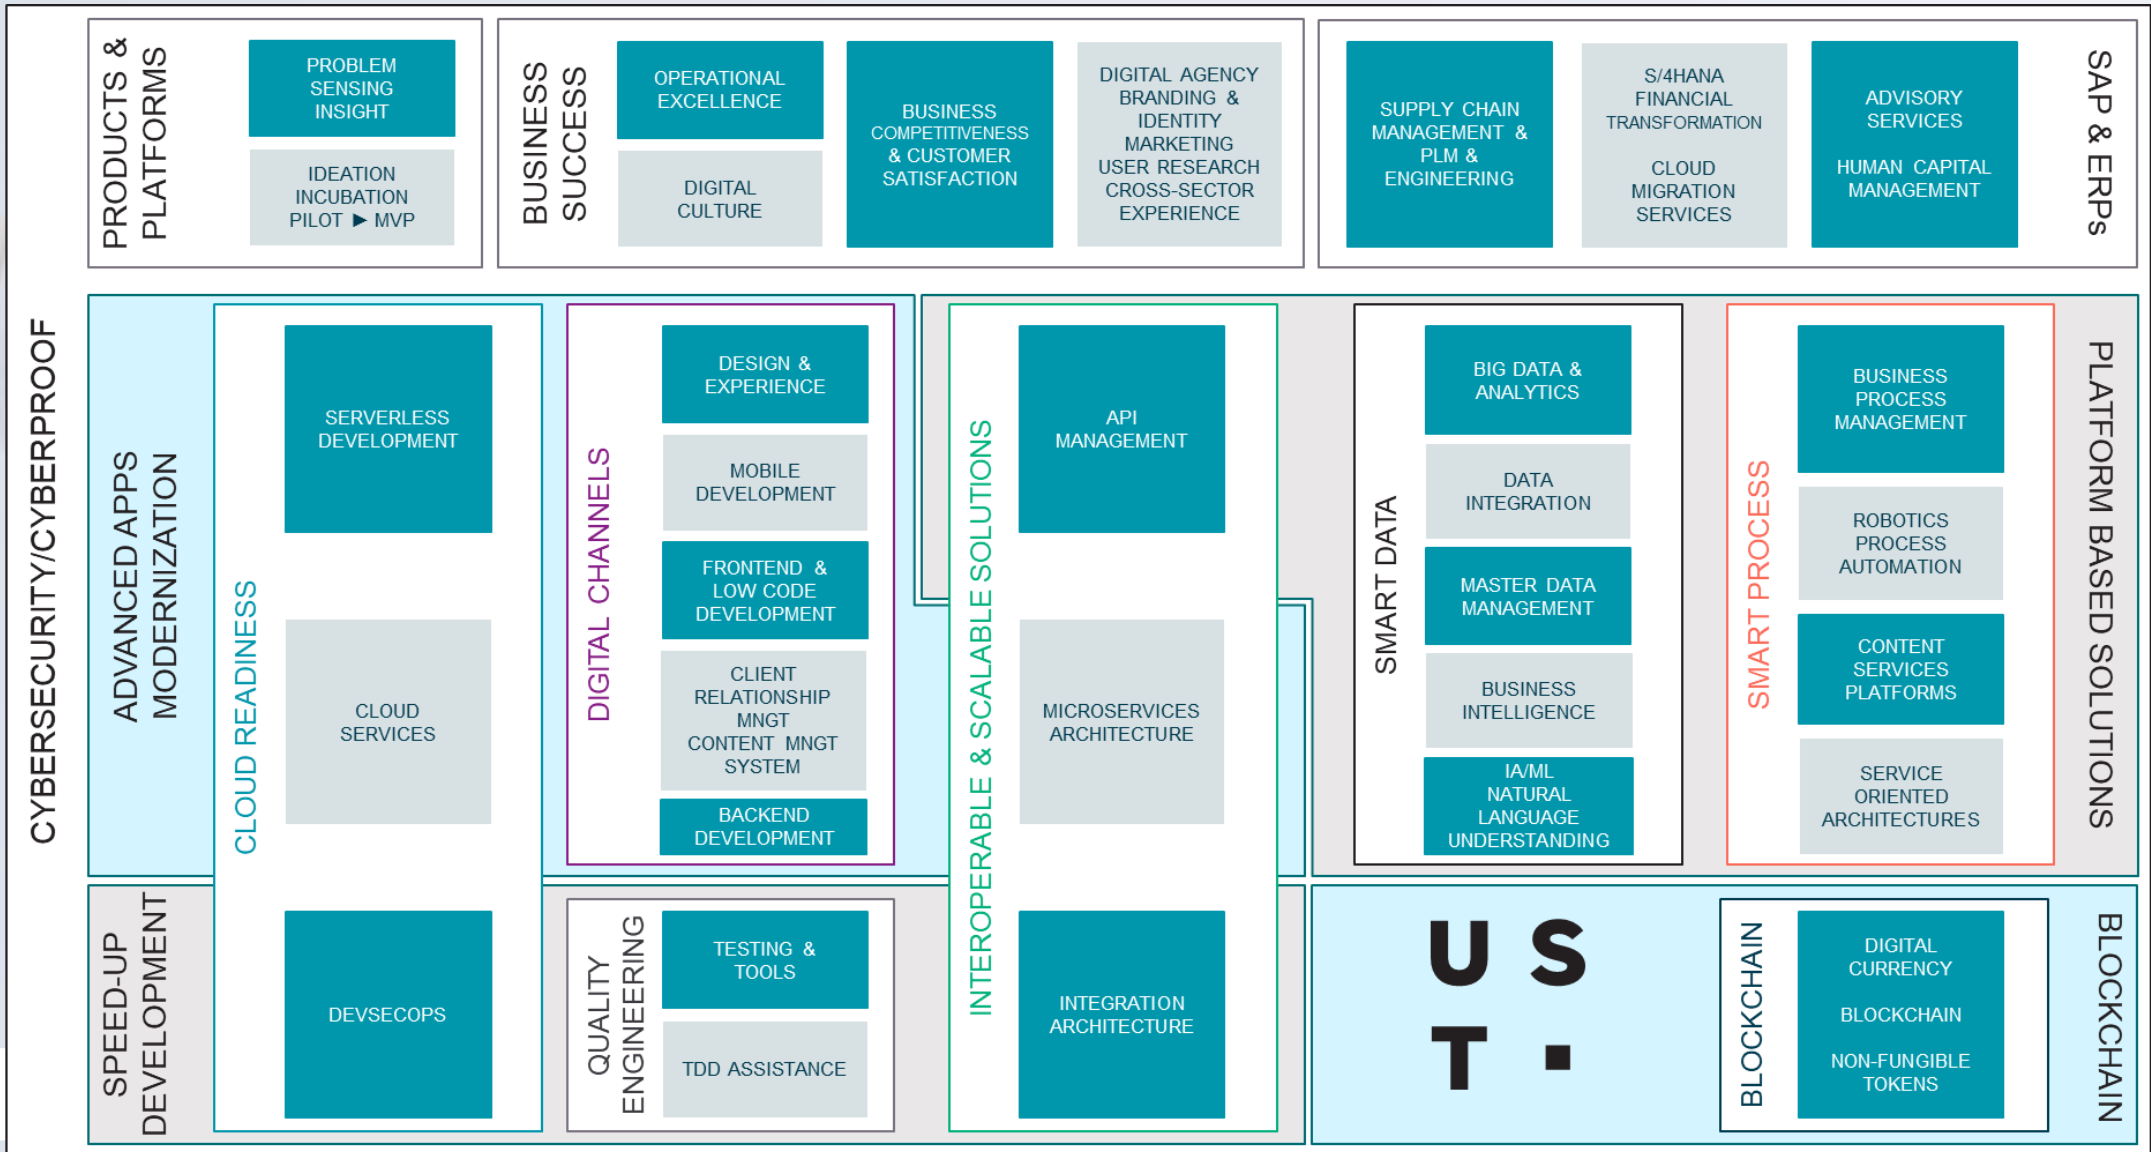 CYBERSECURITY/CYBERPROOF
PRODUCTS &
PLATFORMS
PROBLEM
SENSING
INSIGHT
IDEATION
INCUBATION
PILOT ► MVP
BUSINESS
SUCCESS
OPERATIONAL
EXCELLENCE
DIGITAL
CULTURE
BUSINESS
COMPETITIVENESS
& CUSTOMER
SATISFACTION
DIGITAL AGENCY
BRANDING &
IDENTITY
MARKETING
USER RESEARCH
CROSS-SECTOR
EXPERIENCE
SUPPLY CHAIN
MANAGEMENT &
PLM &
ENGINEERING
S/4HANA
FINANCIAL
TRANSFORMATION
CLOUD
MIGRATION
SERVICES
ADVISORY
SERVICES
HUMAN CAPITAL
MANAGEMENT
SAP & ERPs
ADVANCED APPS
MODERNIZATION
CLOUD READINESS
SERVERLESS
DEVELOPMENT
CLOUD
SERVICES
DEVSECOPS
DIGITAL CHANNELS
DESIGN &
EXPERIENCE
MOBILE
DEVELOPMENT
FRONTEND &
LOW CODE
DEVELOPMENT
CLIENT
RELATIONSHIP
MNGT
CONTENT MNGT
SYSTEM
BACKEND
DEVELOPMENT
INTEROPERABLE & SCALABLE SOLUTIONS
API
MANAGEMENT
MICROSERVICES
ARCHITECTURE
INTEGRATION
ARCHITECTURE
SMART DATA
BIG DATA &
ANALYTICS
DATA
INTEGRATION
MASTER DATA
MANAGEMENT
BUSINESS
INTELLIGENCE
IA/ML
NATURAL
LANGUAGE
UNDERSTANDING
SMART PROCESS
BUSINESS
PROCESS
MANAGEMENT
ROBOTICS
PROCESS
AUTOMATION
CONTENT
SERVICES
PLATFORMS
SERVICE
ORIENTED
ARCHITECTURES
PLATFORM BASED SOLUTIONS
SPEED-UP
DEVELOPMENT
QUALITY
ENGINEERING
TESTING &
TOOLS
TDD ASSISTANCE
U S
T ·
BLOCKCHAIN
DIGITAL
CURRENCY
BLOCKCHAIN
NON-FUNGIBLE
TOKENS
BLOCKCHAIN